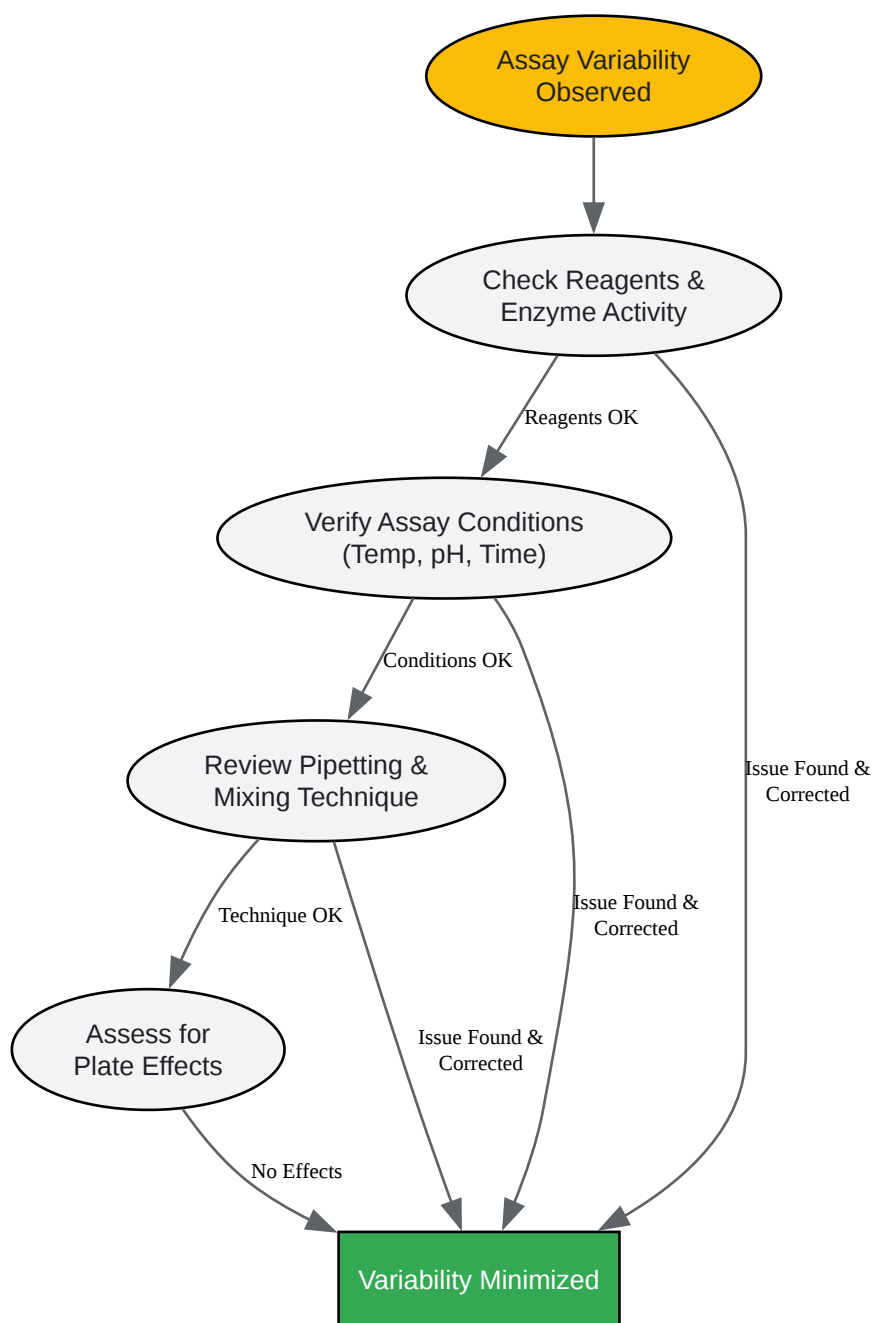 Assay Variability
Observed
Check Reagents &
Enzyme Activity
Reagents OK
Verify Assay Conditions
(Temp, pH, Time)
Conditions OK
Review Pipetting &
Mixing Technique
Issue Found &
Corrected
Technique OK
Issue Found &
Corrected
Assess for
Plate Effects
Issue Found &
Corrected
No Effects
Variability Minimized